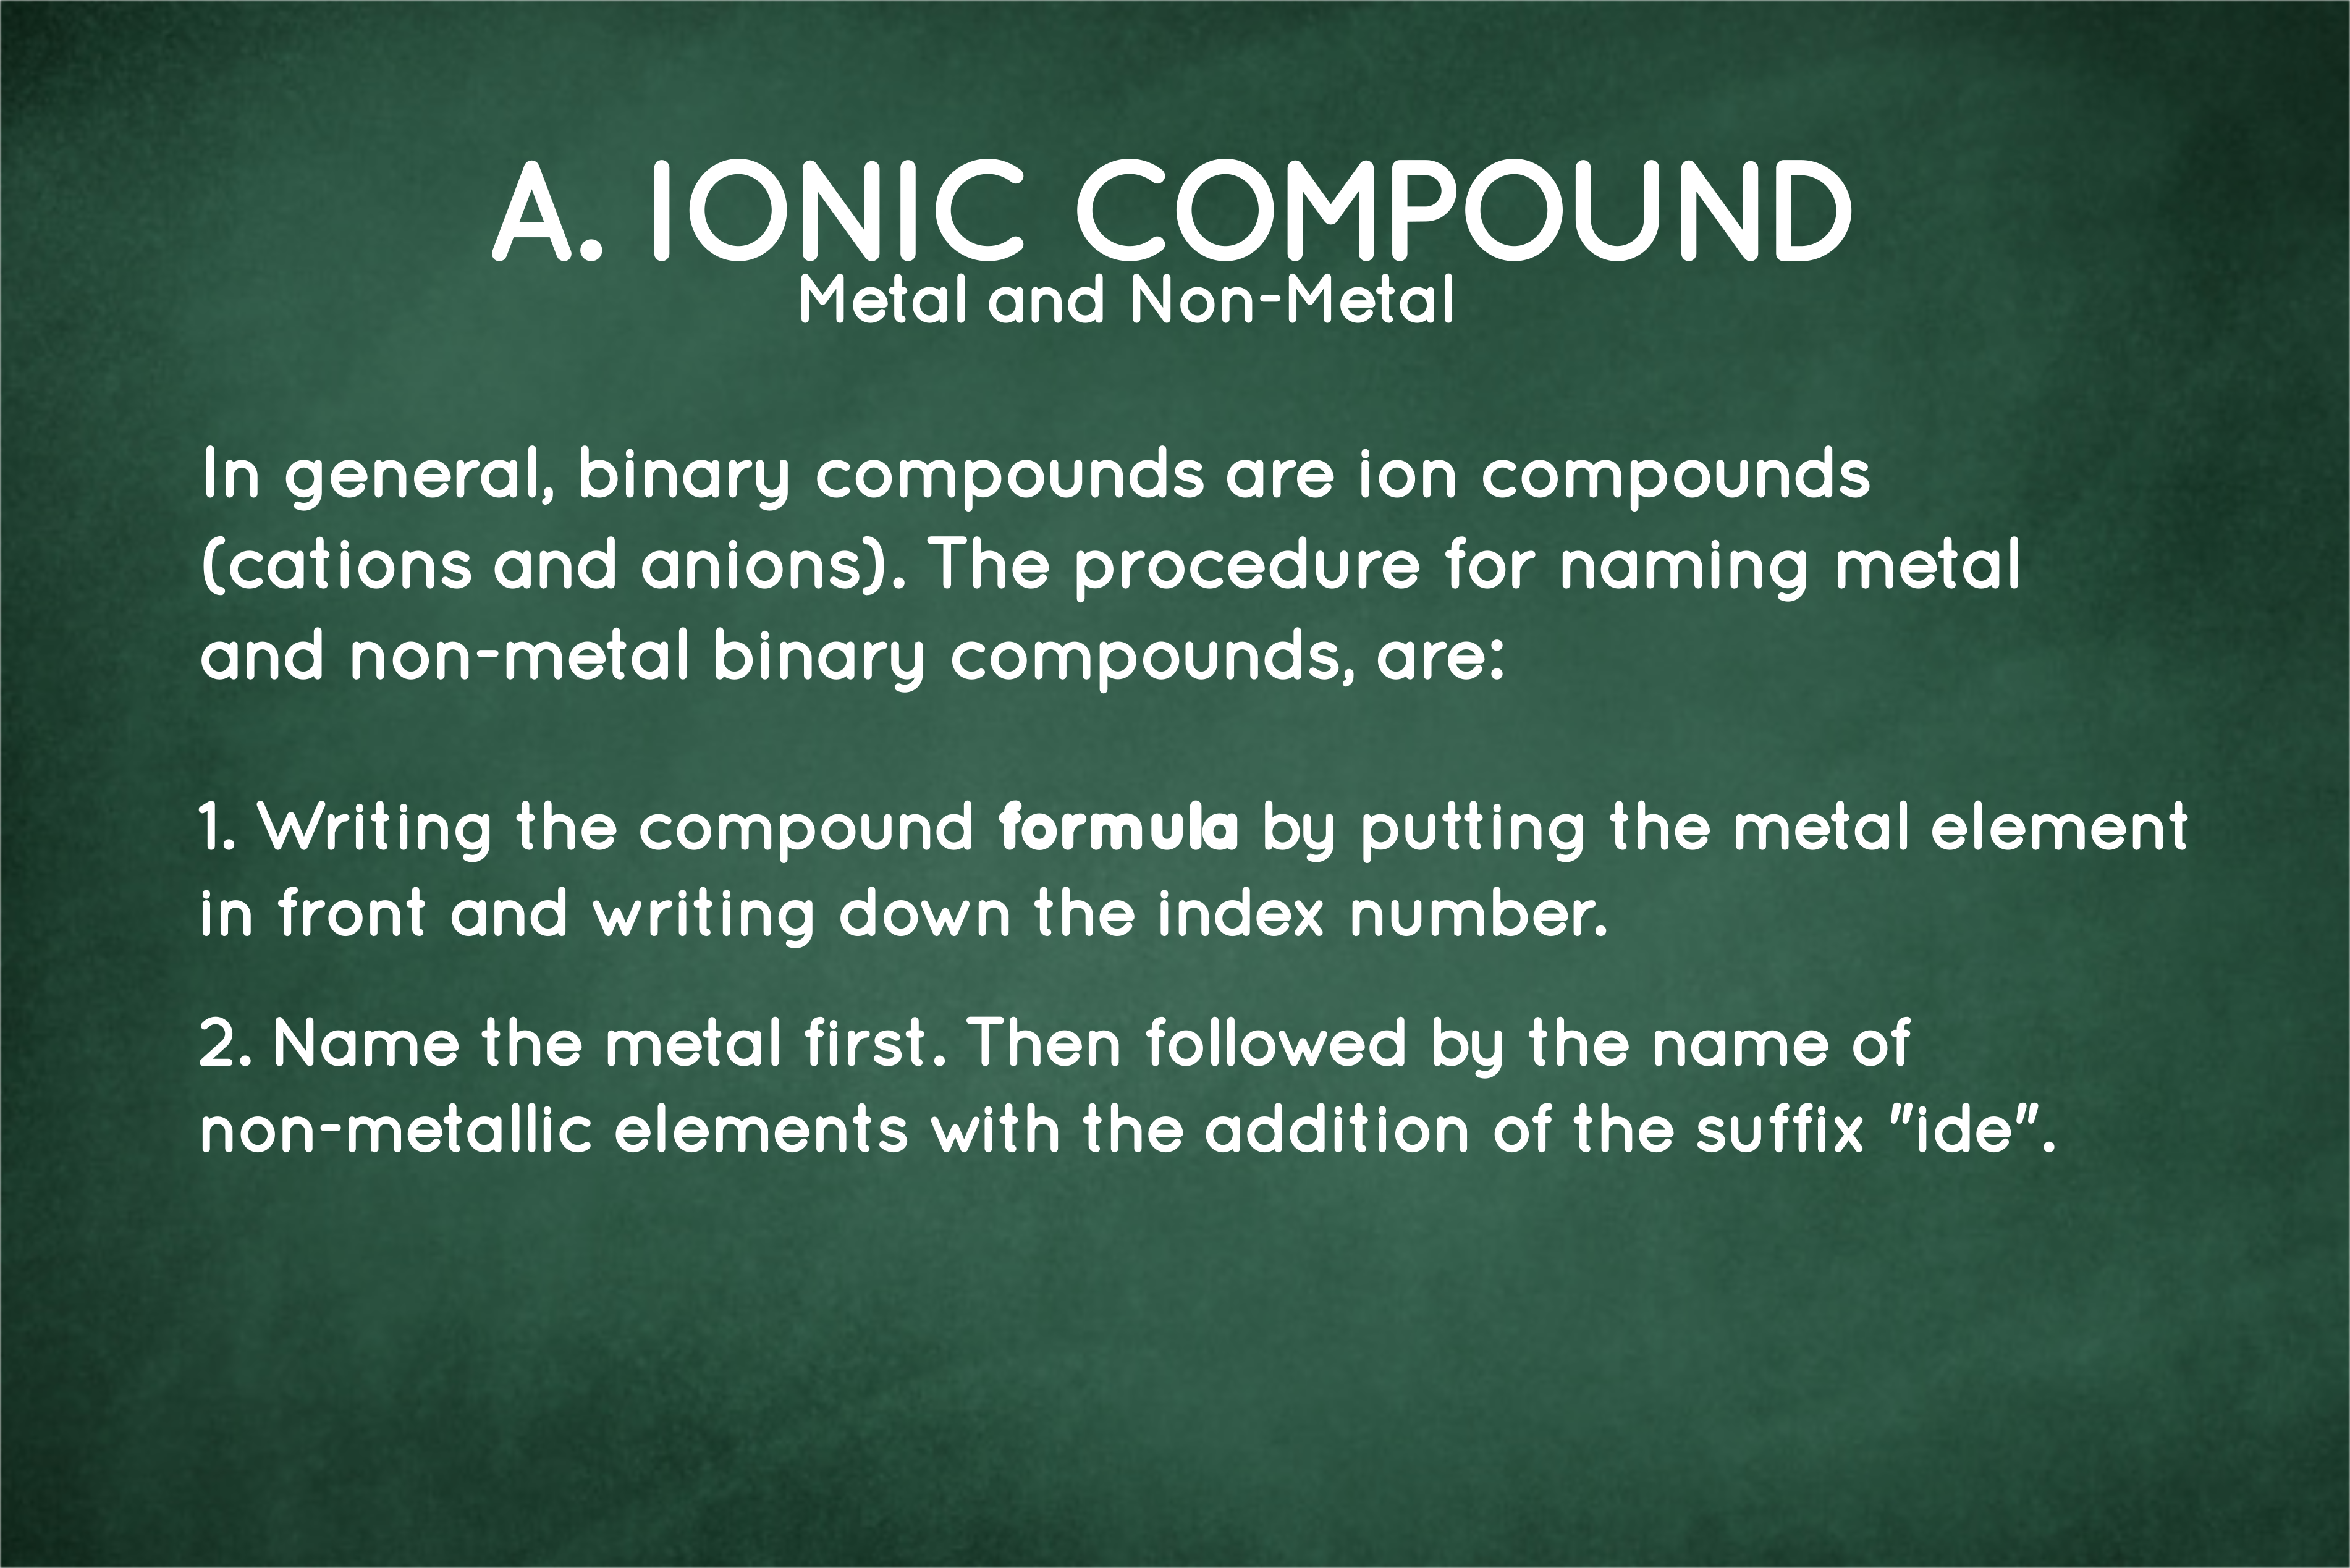 A. IONIC COMPOUND
Metal and Non-Metal
In general, binary compounds are ion compounds
(cations and anions). The procedure for naming metal
and non-metal binary compounds, are:
1. Writing the compound formula by putting the metal element
in front and writing down the index number.
2. Name the metal first. Then followed by the name of
non-metallic elements with the addition of the suffix "ide".